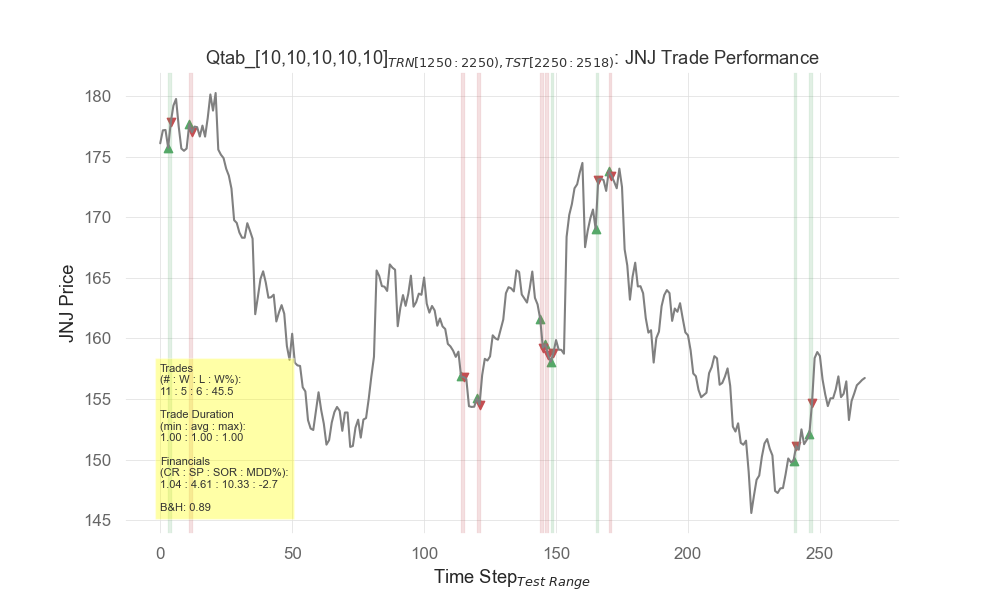 Qtab_[10,10,10,10,10]TRN[1250:2250),TST[2250:2518): JNJ Trade Performance
180
175
170
165
160
155
150
145
JNJ Price
Trades
(# : W : L : W%):
11 : 5 : 6 : 45.5
Trade Duration
(min : avg : max):
1.00 : 1.00 : 1.00
Financials
(CR : SP : SOR : MDD%):
1.04 : 4.61 : 10.33 : -2.7
B&H: 0.89
0 50 100 150 200 250
Time StepTest Range